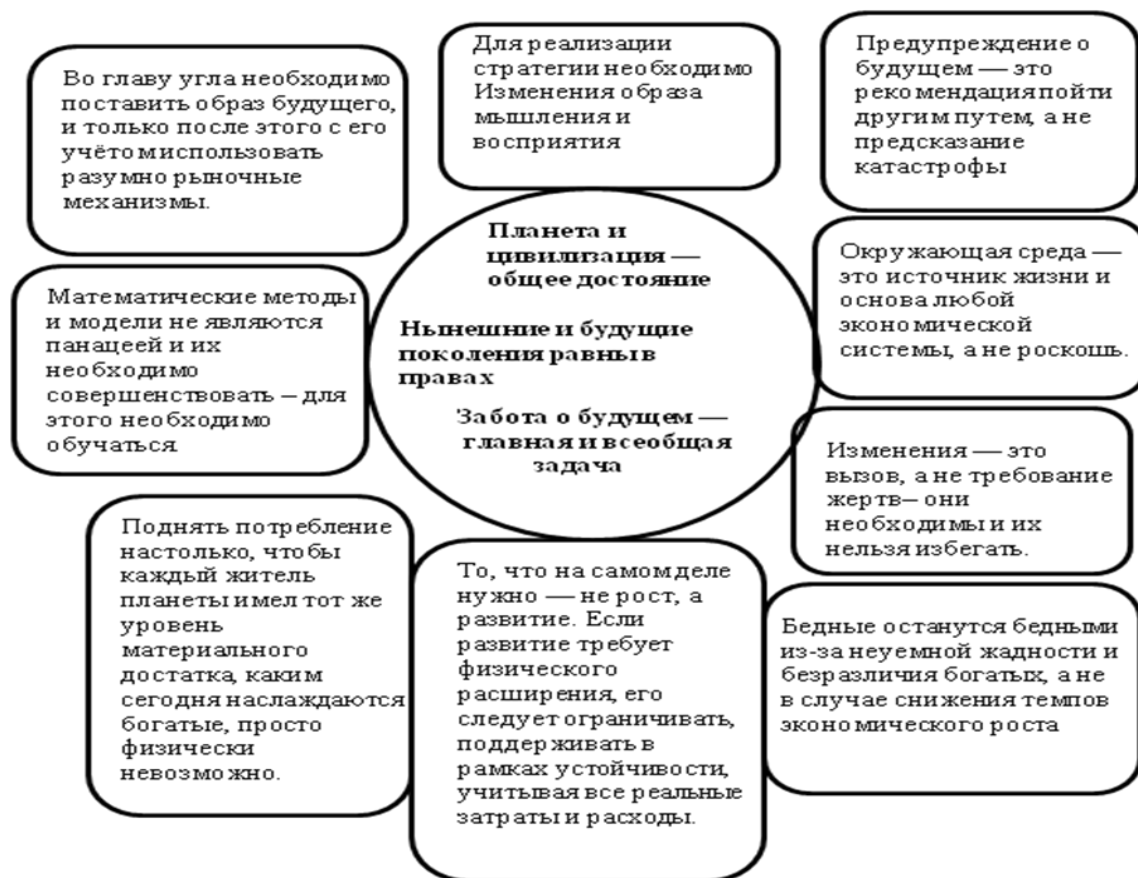 Во главу угла необходимо
поставить образ будущего,
и только после этого с его
учётом использовать
разумно рыночные
механизмы.
Для реализации
стратегии необходимо
Изменения образа
мышления и
восприятия
Предупреждение о
будущем — это
рекомендация пойти
другим путем, а не
предсказание
катастрофы
Математические методы
и модели не являются
панацеей и их
необходимо
совершенствовать – для
этого необходимо
обучаться
Планета и
цивилизация —
общее достояние
Нынешние и будущие
поколения равны в
правах
Забота о будущем —
главная и всеобщая
задача
Окружающая среда —
это источник жизни и
основа любой
экономической
системы, а не роскошь.
Изменения — это
вызов, а не требование
жертв– они
необходимы и их
нельзя избегать.
Поднять потребление
настолько, чтобы
каждый житель
планеты имел тот же
уровень
материального
достатка, каким
сегодня наслаждаются
богатые, просто
физически
невозможно.
То, что на самом деле
нужно — не рост, а
развитие. Если
развитие требует
физического
расширения, его
следует ограничивать,
поддерживать в
рамках устойчивости,
учитывая все реальные
затраты и расходы.
Бедные останутся бедными
из-за неуемной жадности и
безразличия богатых, а не
в случае снижения темпов
экономического роста